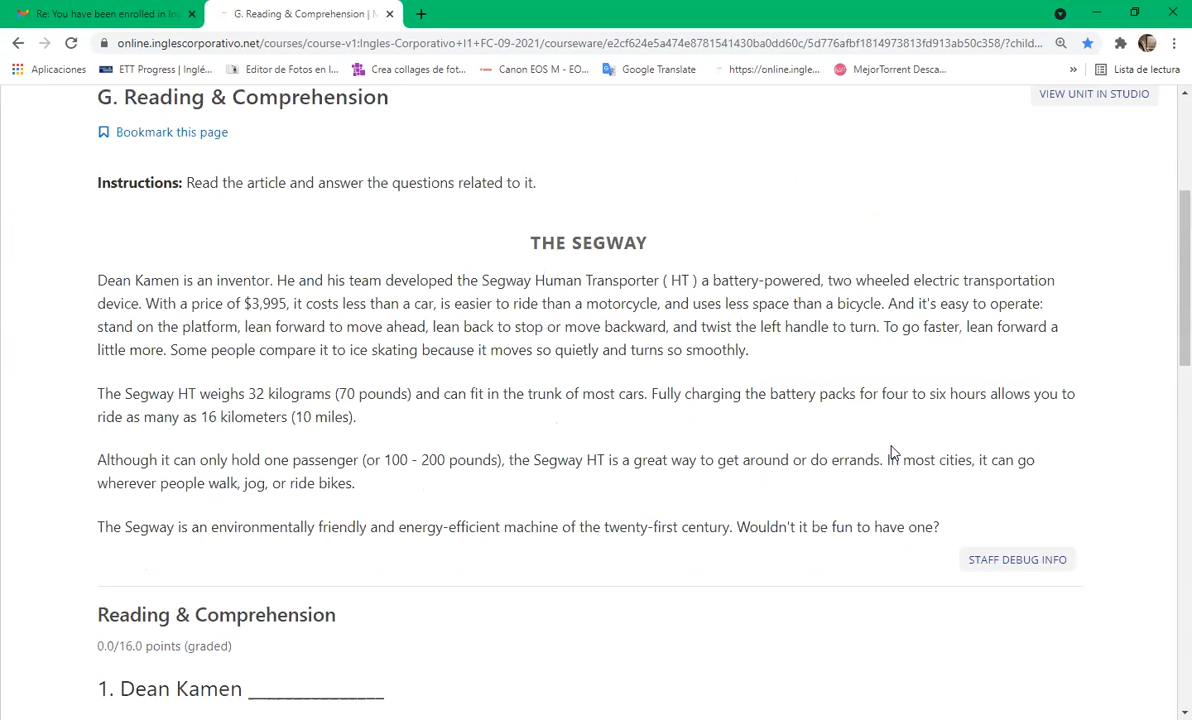 Re: You have been enrolled in In
G. Reading & Comprehension | N
online.inglescorporativo.net/courses/course-v1:Ingles-Corporativo+I1+FC-09-2021/courseware/e2cf624e5a474e8781541430ba0dd60c/5d776afbf1814973813fd913ab50c358/?child...
Aplicaciones
ETT Progress | Inglé...
Editor de Fotos en l...
Crea collages de fot...
Canon EOS M - EO...
Google Translate
https://online.ingle...
MejorTorrent Desca...
»
Lista de lectura
G. Reading & Comprehension
VIEW UNIT IN STUDIO
Bookmark this page
Instructions: Read the article and answer the questions related to it.
THE SEGWAY
Dean Kamen is an inventor. He and his team developed the Segway Human Transporter ( HT ) a battery-powered, two wheeled electric transportation
device. With a price of $3,995, it costs less than a car, is easier to ride than a motorcycle, and uses less space than a bicycle. And it's easy to operate:
stand on the platform, lean forward to move ahead, lean back to stop or move backward, and twist the left handle to turn. To go faster, lean forward a
little more. Some people compare it to ice skating because it moves so quietly and turns so smoothly.
The Segway HT weighs 32 kilograms (70 pounds) and can fit in the trunk of most cars. Fully charging the battery packs for four to six hours allows you to
ride as many as 16 kilometers (10 miles).
Although it can only hold one passenger (or 100 - 200 pounds), the Segway HT is a great way to get around or do errands. In most cities, it can go
wherever people walk, jog, or ride bikes.
The Segway is an environmentally friendly and energy-efficient machine of the twenty-first century. Wouldn't it be fun to have one?
STAFF DEBUG INFO
Reading & Comprehension
0.0/16.0 points (graded)
1. Dean Kamen _______________